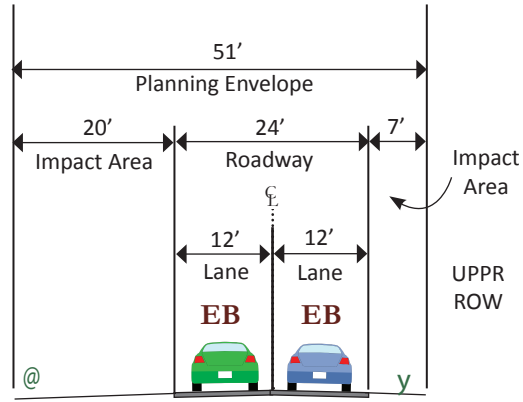 51’
Planning Envelope
20’
Impact Area
24’
Roadway
7’
Impact
Area
CL
12’
Lane
12’
Lane
EB
EB
UPPR
ROW
@
y